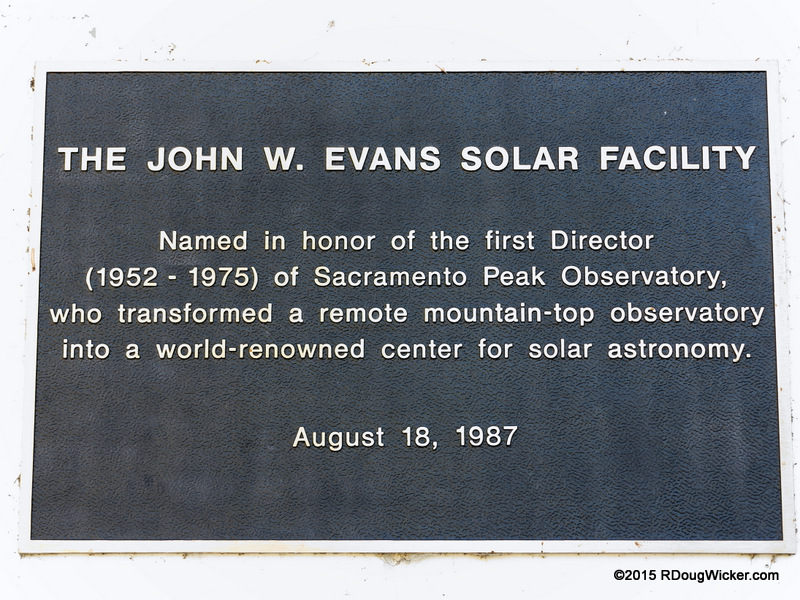 THE JOHN W. EVANS SOLAR FACILITY
Named in honor of the first Director
(1952 - 1975) of Sacramento Peak Observatory,
who transformed a remote mountain-top observatory
into a world-renowned center for solar astronomy.
August 18, 1987
©2015 RDougWicker.com